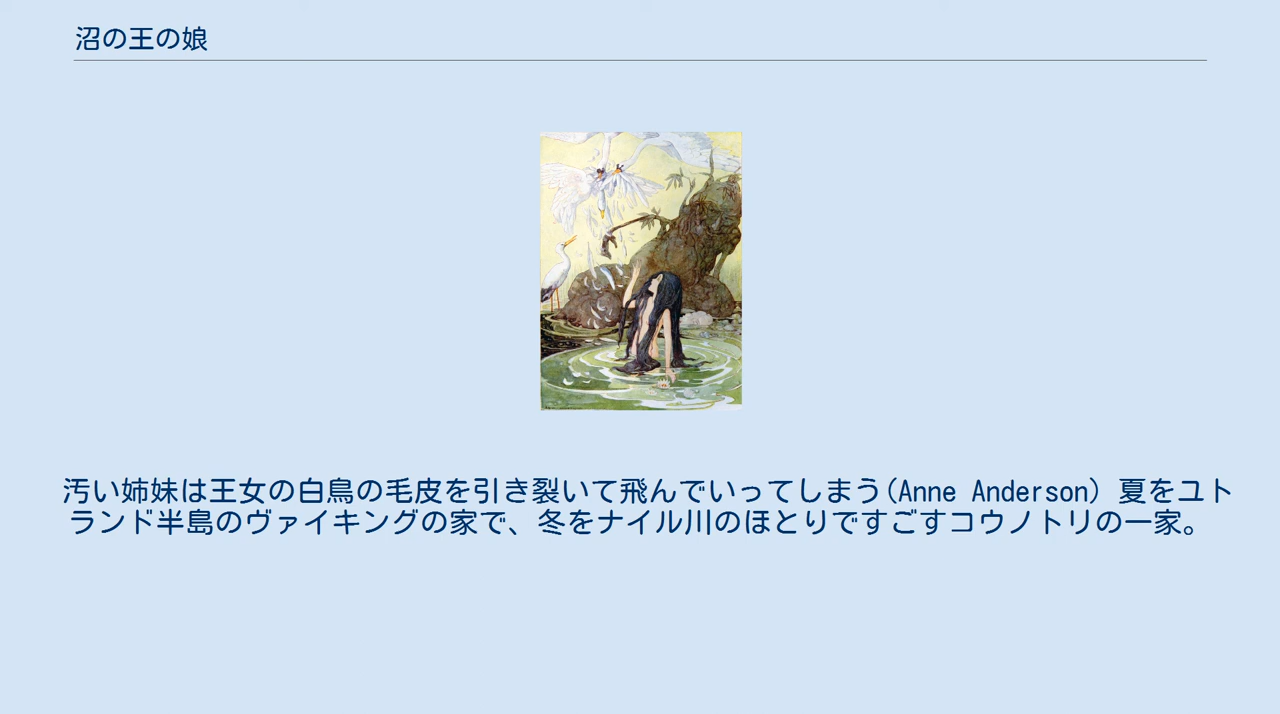 沼の王の娘
汚い姉妹は王女の白鳥の毛皮を引き裂いて飛んでいってしまう(Anne Anderson) 夏をユト
ランド半島のヴァイキングの家で、冬をナイル川のほとりですごすコウノトリの一家。